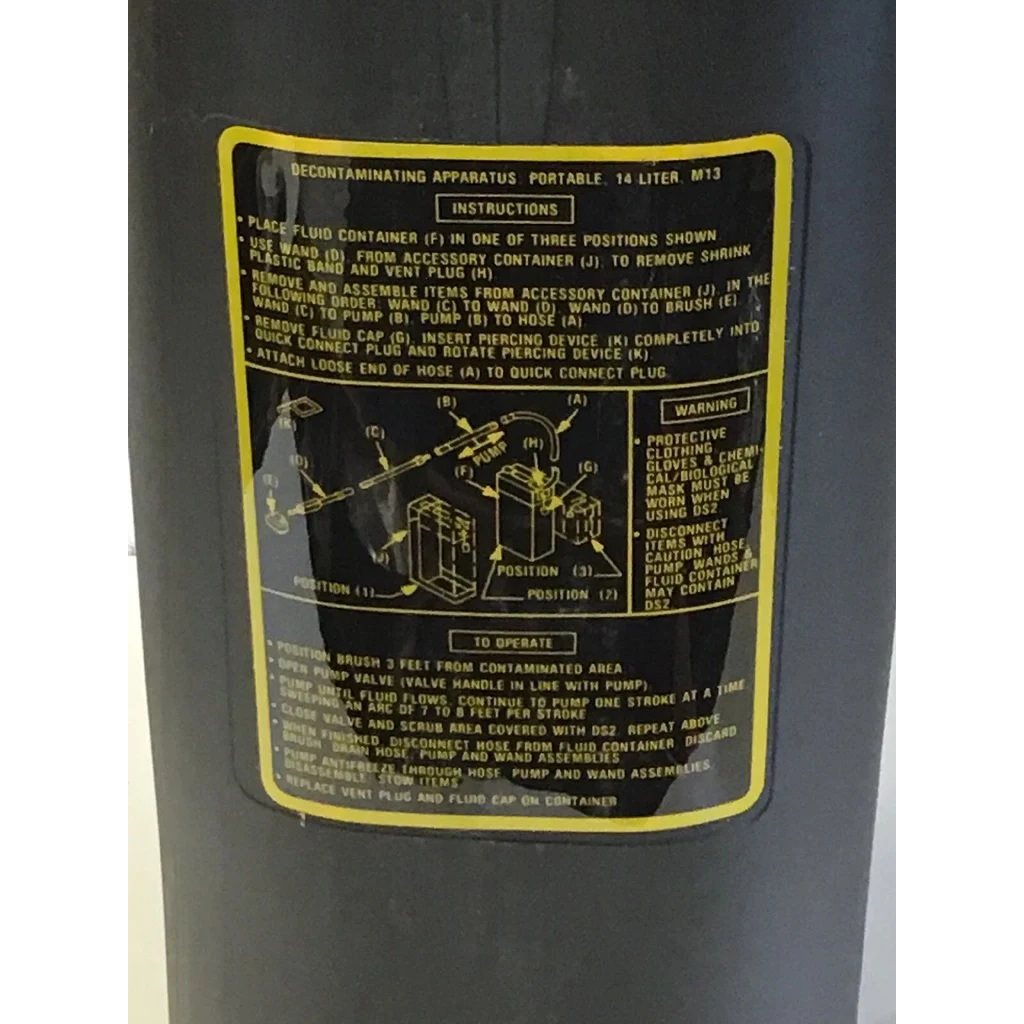 DECONTAMINATING APPARATUS, PORTABLE, 14 LITER, M13
INSTRUCTIONS
• PLACE FLUID CONTAINER (F) IN ONE OF THREE POSITIONS SHOWN
• USE WAND (D), FROM ACCESSORY CONTAINER (J), TO REMOVE SHRINK
PLASTIC BAND AND VENT PLUG (H).
• REMOVE AND ASSEMBLE ITEMS FROM ACCESSORY CONTAINER (J), IN THE
FOLLOWING ORDER: WAND (C) TO WAND (D), WAND (D) TO BRUSH (E),
WAND (C) TO PUMP (B), PUMP (B) TO HOSE (A).
• REMOVE FLUID CAP (G), INSERT PIERCING DEVICE (K) COMPLETELY INTO
QUICK CONNECT PLUG AND ROTATE PIERCING DEVICE (K).
• ATTACH LOOSE END OF HOSE (A) TO QUICK CONNECT PLUG.
(K)
(B)
(A)
(C)
PUMP
(H)
(D)
(F)
(G)
(E)
(J)
POSITION (1)
POSITION (3)
POSITION (2)
WARNING
• PROTECTIVE
CLOTHING,
GLOVES & CHEMI-
CAL/BIOLOGICAL
MASK MUST BE
WORN WHEN
USING DS2.
• DISCONNECT
ITEMS WITH
CAUTION, HOSE,
PUMP, WANDS &
FLUID CONTAINER
MAY CONTAIN
DS2.
TO OPERATE
• POSITION BRUSH 3 FEET FROM CONTAMINATED AREA
• OPEN PUMP VALVE (VALVE HANDLE IN LINE WITH PUMP).
• PUMP UNTIL FLUID FLOWS, CONTINUE TO PUMP ONE STROKE AT A TIME
SWEEPING AN ARC OF 7 TO 8 FEET PER STROKE
• CLOSE VALVE AND SCRUB AREA COVERED WITH DS2, REPEAT ABOVE
• WHEN FINISHED, DISCONNECT HOSE FROM FLUID CONTAINER, DISCARD
BRUSH, DRAIN HOSE, PUMP AND WAND ASSEMBLIES
• PUMP ANTIFREEZE THROUGH HOSE, PUMP AND WAND ASSEMBLIES,
DISASSEMBLE, STOW ITEMS
• REPLACE VENT PLUG AND FLUID CAP ON CONTAINER